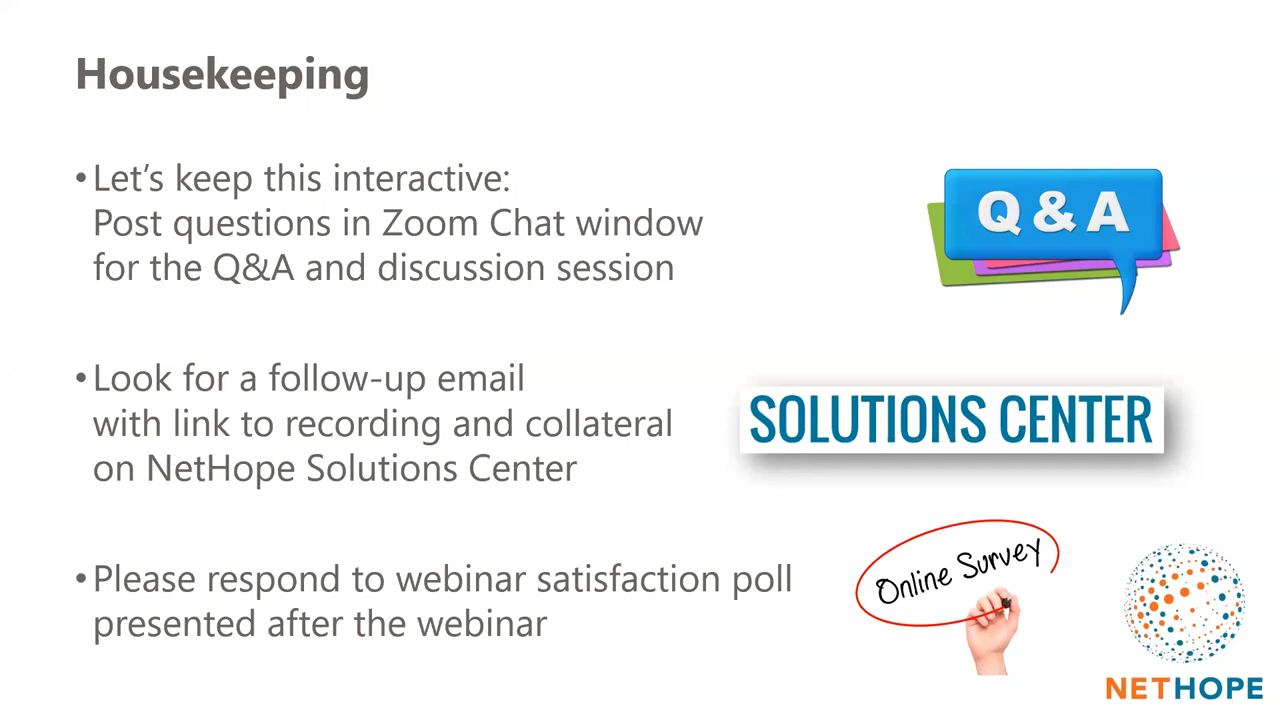 Housekeeping
•Let's keep this interactive:
Post questions in Zoom Chat window
for the Q&A and discussion session
Q & A
•Look for a follow-up email
with link to recording and collateral
on NetHope Solutions Center
SOLUTIONS CENTER
•Please respond to webinar satisfaction poll
presented after the webinar
Online Survey
NETHOPE